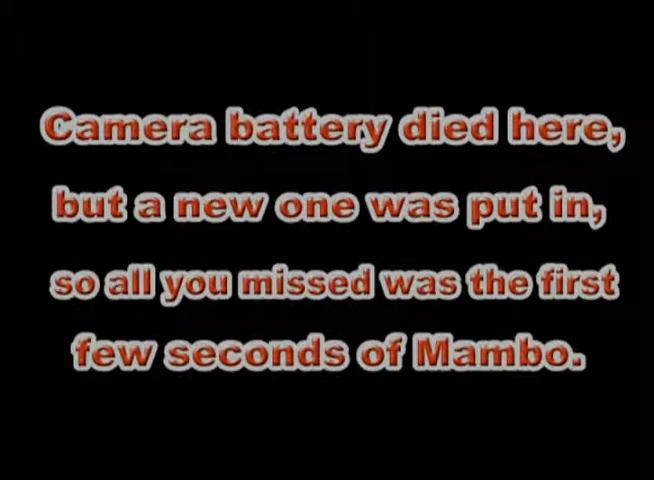 Camera battery died here,
but a new one was put in,
so all you missed was the first
few seconds of Mambo.